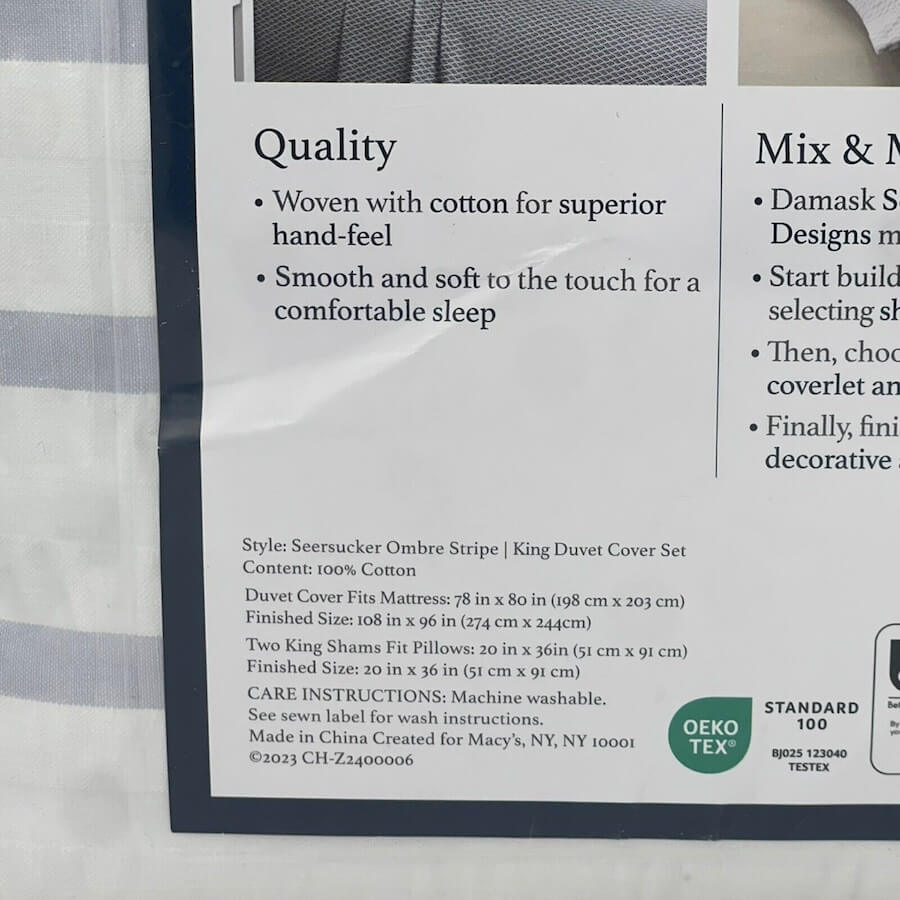 Quality
• Woven with cotton for superior
hand-feel
• Smooth and soft to the touch for a
comfortable sleep
Mix &
• Damask
Designs
• Start
selecting
• Then,
coverlet
• Finally,
decorative
Style: Seersucker Ombre Stripe | King Duvet Cover Set
Content: 100% Cotton
Duvet Cover Fits Mattress: 78 in x 80 in (198 cm x 203 cm)
Finished Size: 108 in x 96 in (274 cm x 244cm)
Two King Shams Fit Pillows: 20 in x 36in (51 cm x 91 cm)
Finished Size: 20 in x 36 in (51 cm x 91 cm)
CARE INSTRUCTIONS: Machine washable.
See sewn label for wash instructions.
Made in China Created for Macy's, NY, NY 10001
©2023 CH-Z2400006
OEKO
TEX®
STANDARD
100
BJ025 123040
TESTEX